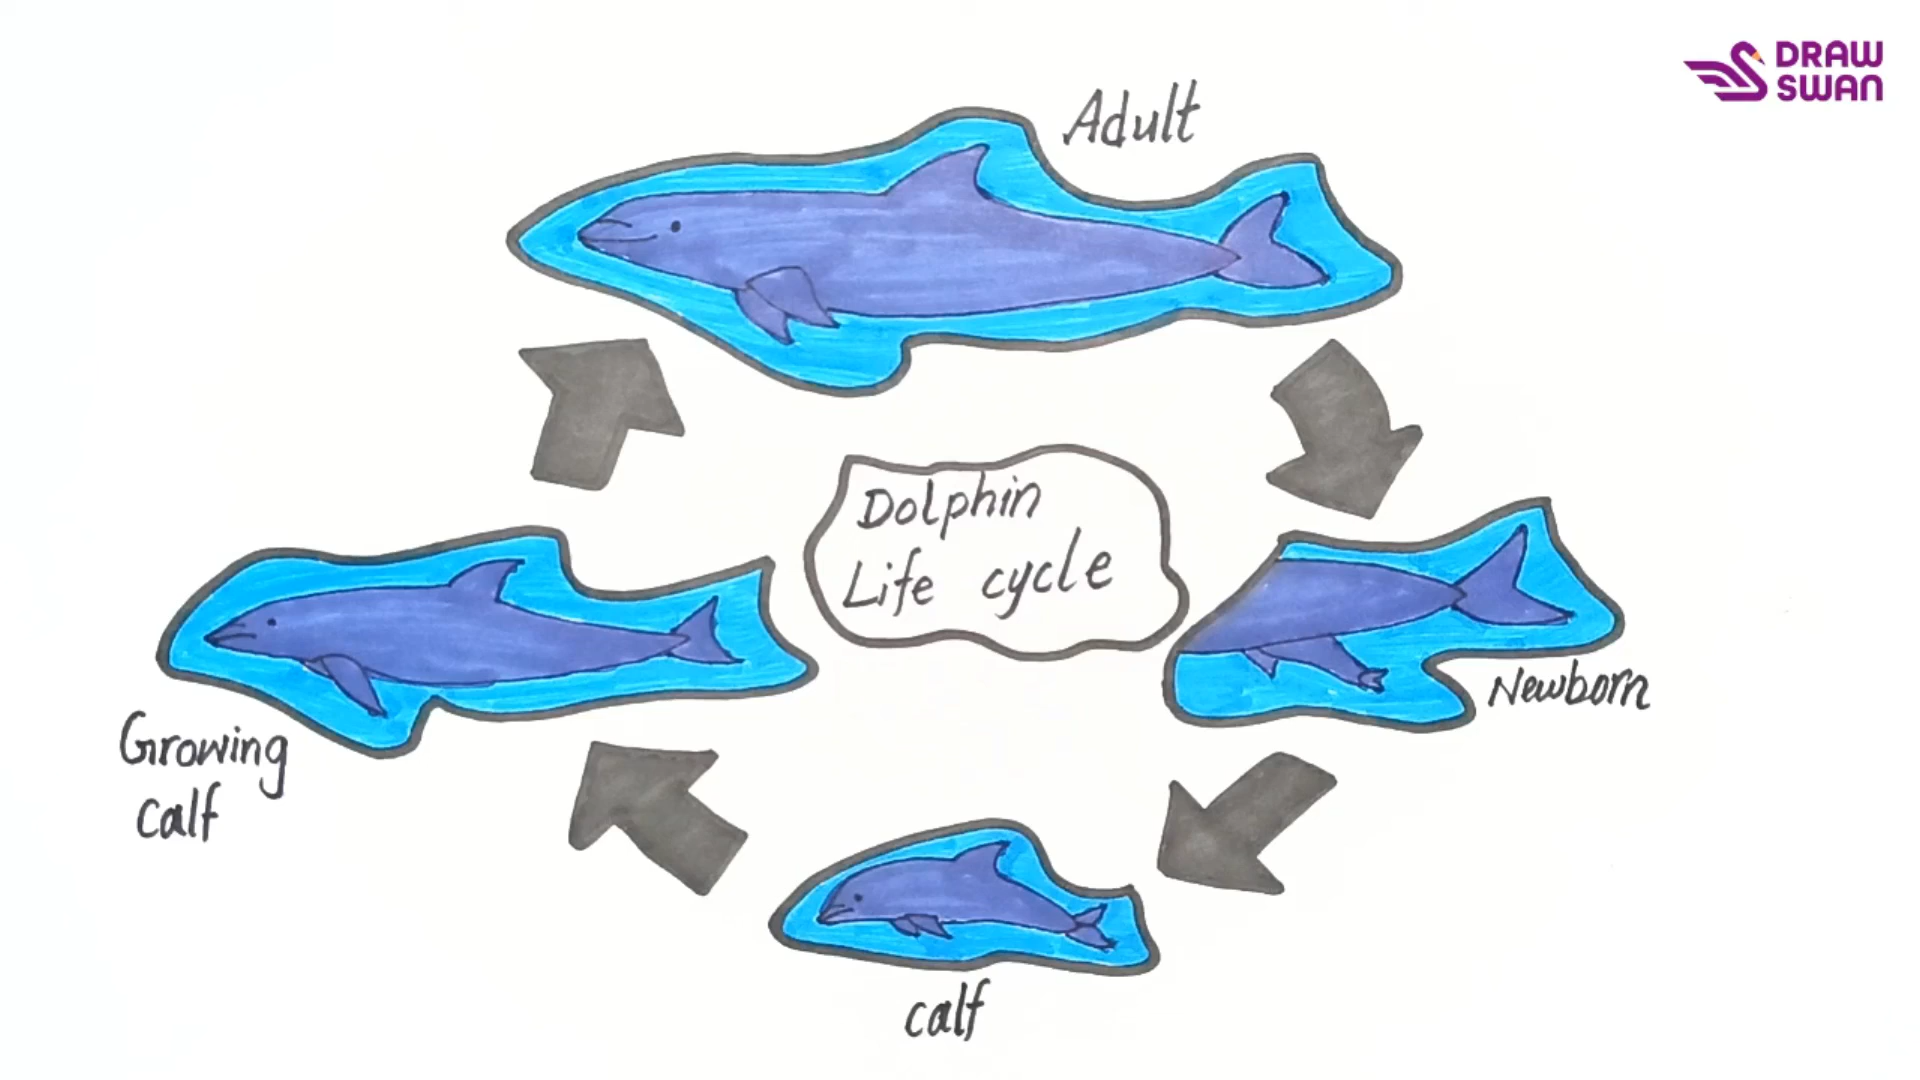 DRAW
SWAN
Adult
Dolphin
Life cycle
Newborn
Growing
calf
calf